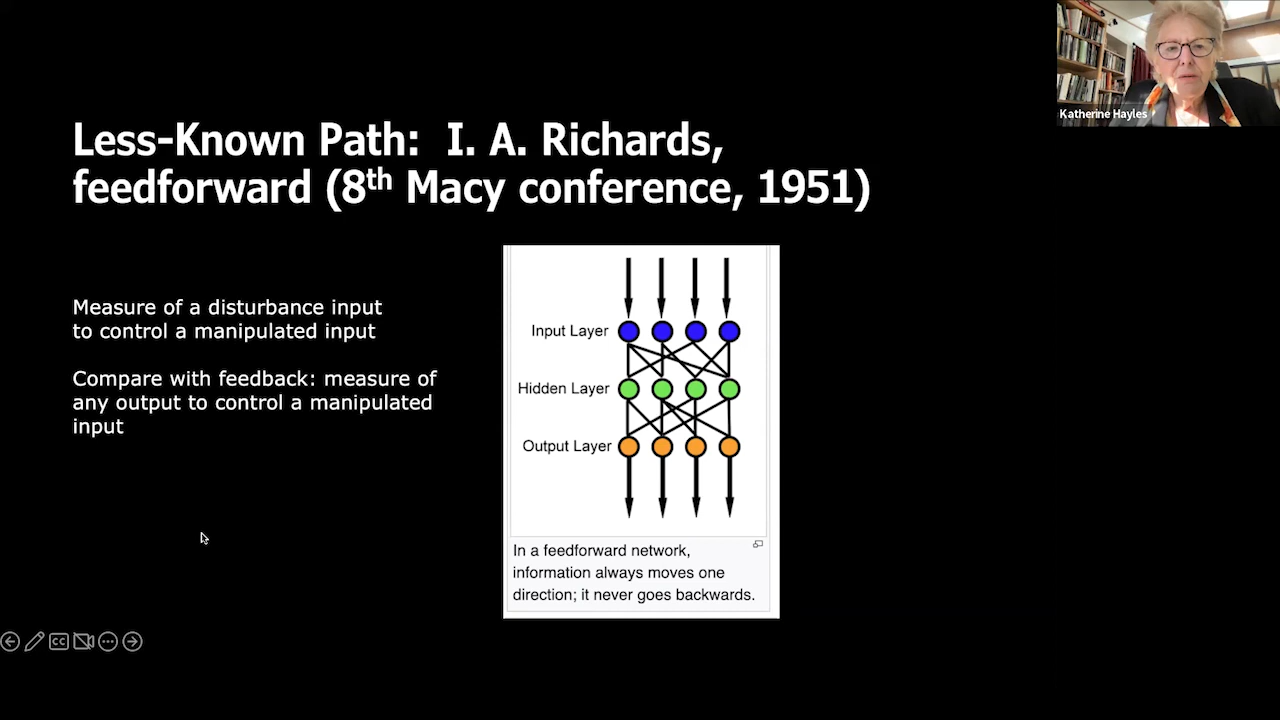 Katherine Hayles
Less-Known Path: I. A. Richards,
feedforward (8th Macy conference, 1951)
Measure of a disturbance input
to control a manipulated input
Compare with feedback: measure of
any output to control a manipulated
input
Input Layer
Hidden Layer
Output Layer
In a feedforward network,
information always moves one
direction; it never goes backwards.
CC